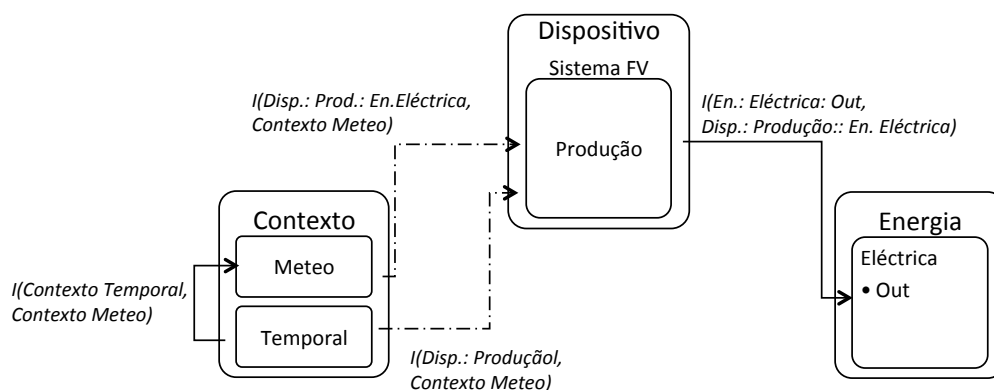 Dispositivo
Sistema FV
Produção
I(Disp.: Prod.: En.Eléctrica,
Contexto Meteo)
I(En.: Eléctrica: Out,
Disp.: Produção:: En. Eléctrica)
Contexto
Meteo
Temporal
I(Contexto Temporal,
Contexto Meteo)
I(Disp.: Produçãol,
Contexto Meteo)
Energia
Eléctrica
• Out